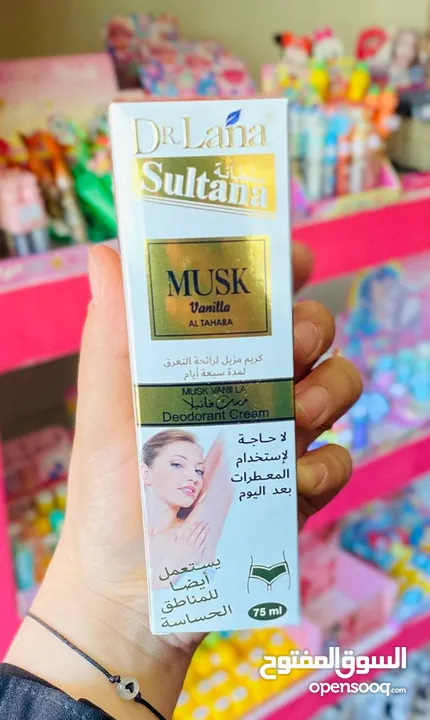 DR.Lana
سلطانة
Sultana
MUSK
Vanilla
AL TAHARA
كريم مزيل لرائحة التعرق
لمدة سبعة أيام
MUSK VANILLA
مسك فانيلا
Deodorant Cream
لا حاجة
لإستخدام
المعطرات
بعد اليوم
يستعمل
أيضا
للمناطق
الحساسة
75 ml
السوق المفتوح
opensooq.com